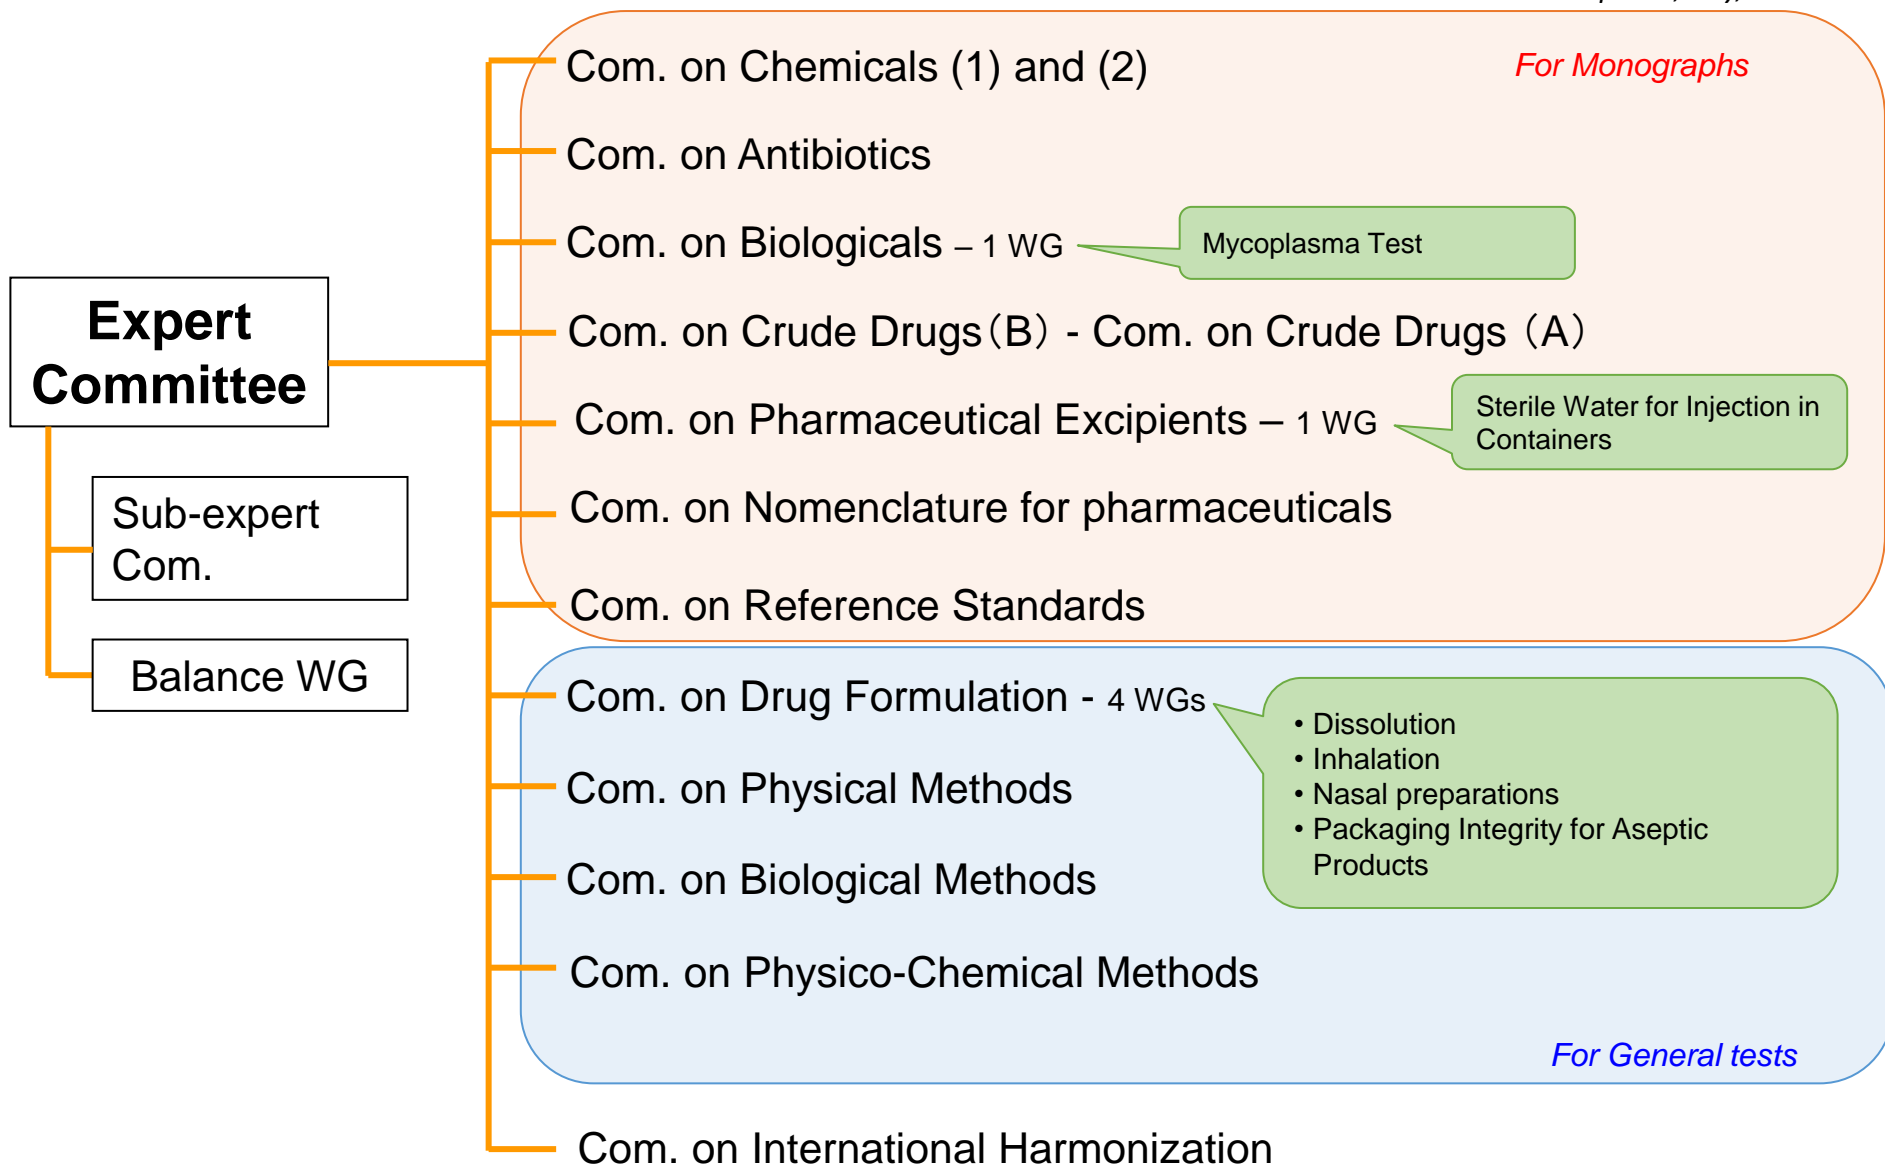 Com. on Chemicals (1) and (2)
For Monographs
Com. on Antibiotics
Com. on Biologicals – 1 WG
Mycoplasma Test
Expert
Committee
Com. on Crude Drugs（B）- Com. on Crude Drugs（A）
Com. on Pharmaceutical Excipients – 1 WG
Sterile Water for Injection in
Containers
Sub-expert
Com.
Com. on Nomenclature for pharmaceuticals
Com. on Reference Standards
Balance WG
Com. on Drug Formulation - 4 WGs
• Dissolution
• Inhalation
• Nasal preparations
• Packaging Integrity for Aseptic
Products
Com. on Physical Methods
Com. on Biological Methods
Com. on Physico-Chemical Methods
For General tests
Com. on International Harmonization